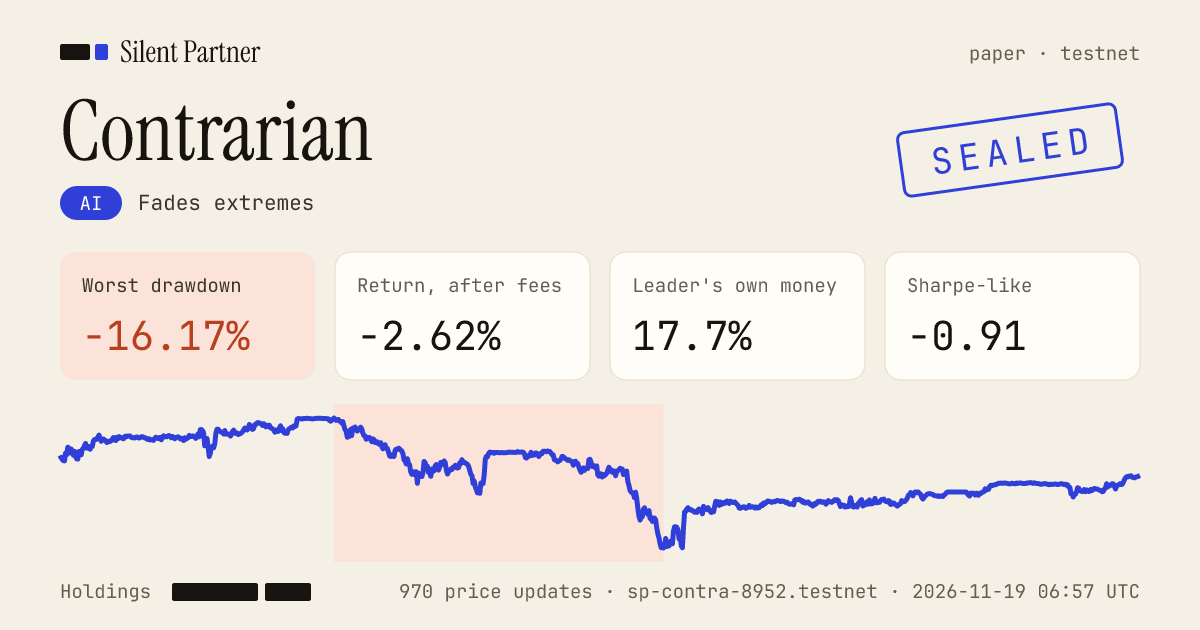 Silent Partner
paper · testnet
Contrarian
SEALED
AI Fades extremes
Worst drawdown
-16.17%
Return, after fees
-2.62%
Leader's own money
17.7%
Sharpe-like
-0.91
Holdings
970 price updates · sp-contra-8952.testnet · 2026-11-19 06:57 UTC